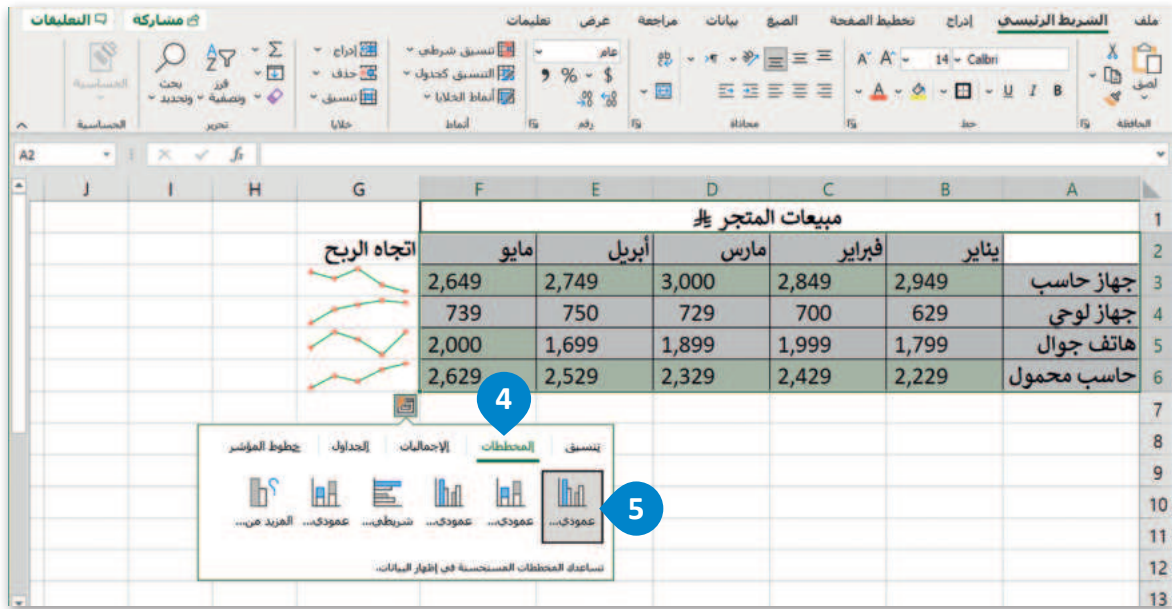 ملف الشريط الرئيسي إدراج تخطيط الصفحة الصيغ بيانات مراجعة عرض تعليمات مشاركة التعليقات
لصق
Calibri 14
B I U
عام
$ % ,
تنسيق شرطي
التنسيق كجدول
أنماط الخلايا
إدراج
حذف
تنسيق
فرز وتصفية
بحث وتحديد
الحساسية
الحافظة خط محاذاة رقم أنماط خلايا تحرير الحساسية
A2 fx
A B C D E F G H I J
1 مبيعات المتجر
2 يناير فبراير مارس أبريل مايو اتجاه الربح
3 جهاز حاسب 2,949 2,849 3,000 2,749 2,649
4 جهاز لوحي 629 700 729 750 739
5 هاتف جوال 1,799 1,999 1,899 1,699 2,000
6 حاسب محمول 2,229 2,429 2,329 2,529 2,629
7
8
9
10
11
12
13
4
تنسيق المخططات الإجماليات الجداول خطوط المؤشر
5
عمودي... عمودي... عمودي... شريطي... عمودي... المزيد من...
تساعدك المخططات المستحسنة في إظهار البيانات.